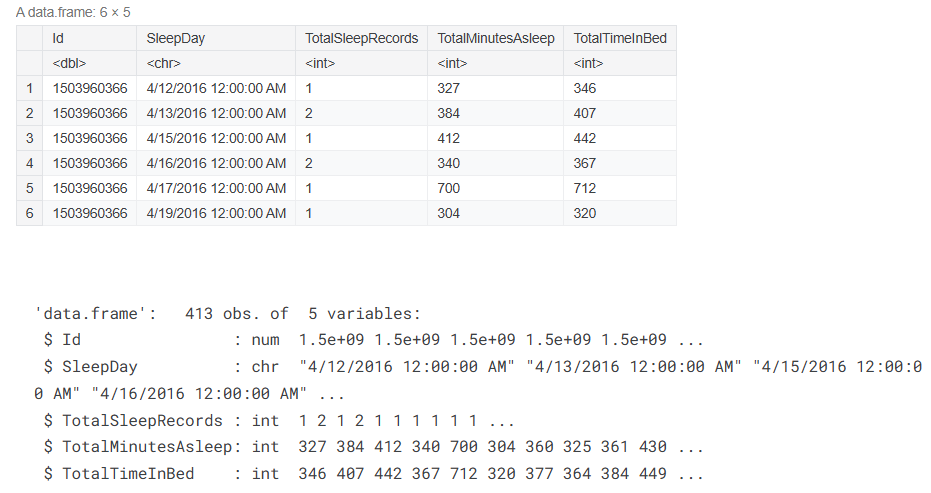 A data.frame: 6 × 5
Id SleepDay TotalSleepRecords TotalMinutesAsleep TotalTimeInBed
<dbl> <chr> <int> <int> <int>
1 1503960366 4/12/2016 12:00:00 AM 1 327 346
2 1503960366 4/13/2016 12:00:00 AM 2 384 407
3 1503960366 4/15/2016 12:00:00 AM 1 412 442
4 1503960366 4/16/2016 12:00:00 AM 2 340 367
5 1503960366 4/17/2016 12:00:00 AM 1 700 712
6 1503960366 4/19/2016 12:00:00 AM 1 304 320
'data.frame':   413 obs. of  5 variables:
 $ Id                : num  1.5e+09 1.5e+09 1.5e+09 1.5e+09 1.5e+09 ...
 $ SleepDay          : chr  "4/12/2016 12:00:00 AM" "4/13/2016 12:00:00 AM" "4/15/2016 12:00:0
0 AM" "4/16/2016 12:00:00 AM" ...
 $ TotalSleepRecords : int  1 2 1 2 1 1 1 1 1 1 ...
 $ TotalMinutesAsleep: int  327 384 412 340 700 304 360 325 361 430 ...
 $ TotalTimeInBed    : int  346 407 442 367 712 320 377 364 384 449 ...